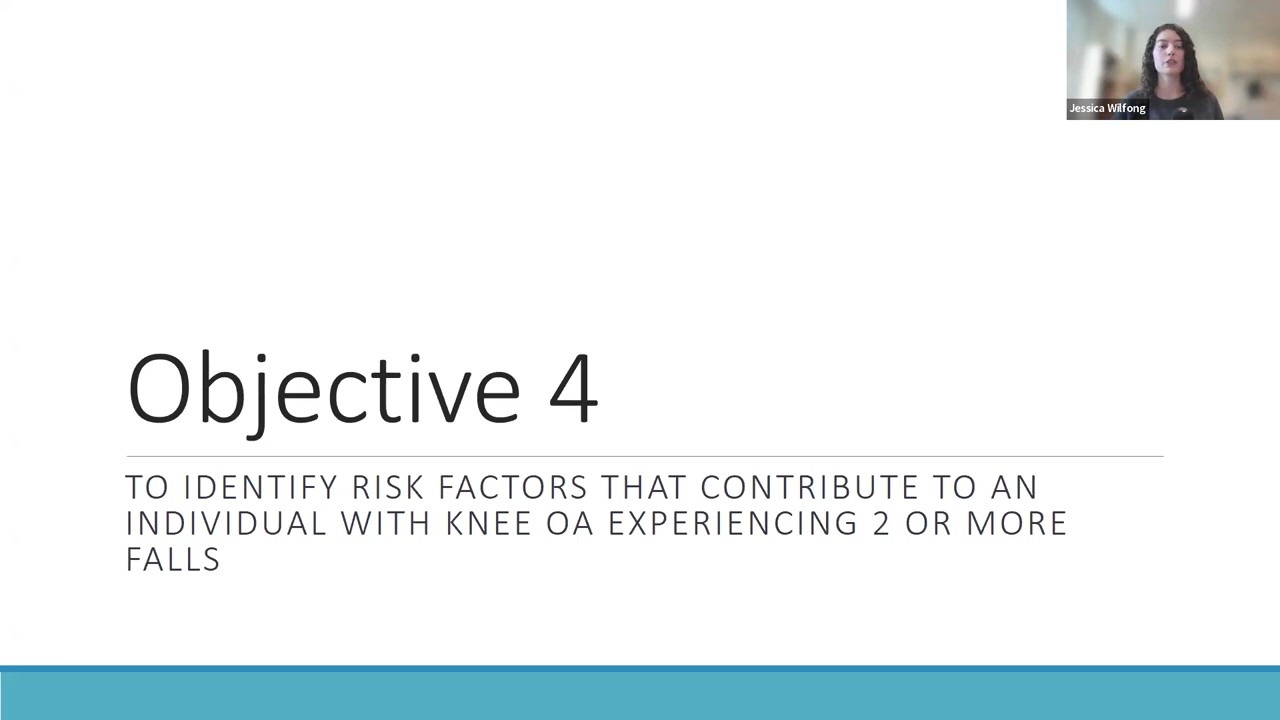 Jessica Wilfong
Objective 4
TO IDENTIFY RISK FACTORS THAT CONTRIBUTE TO AN
INDIVIDUAL WITH KNEE OA EXPERIENCING 2 OR MORE
FALLS